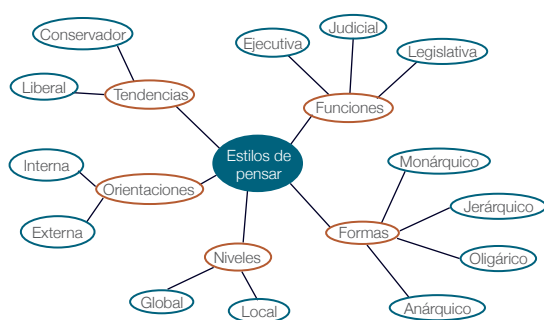 Conservador
Liberal
Tendencias
Ejecutiva
Judicial
Legislativa
Funciones
Estilos de
pensar
Interna
Externa
Orientaciones
Niveles
Global
Local
Monárquico
Jerárquico
Oligárico
Anárquico
Formas